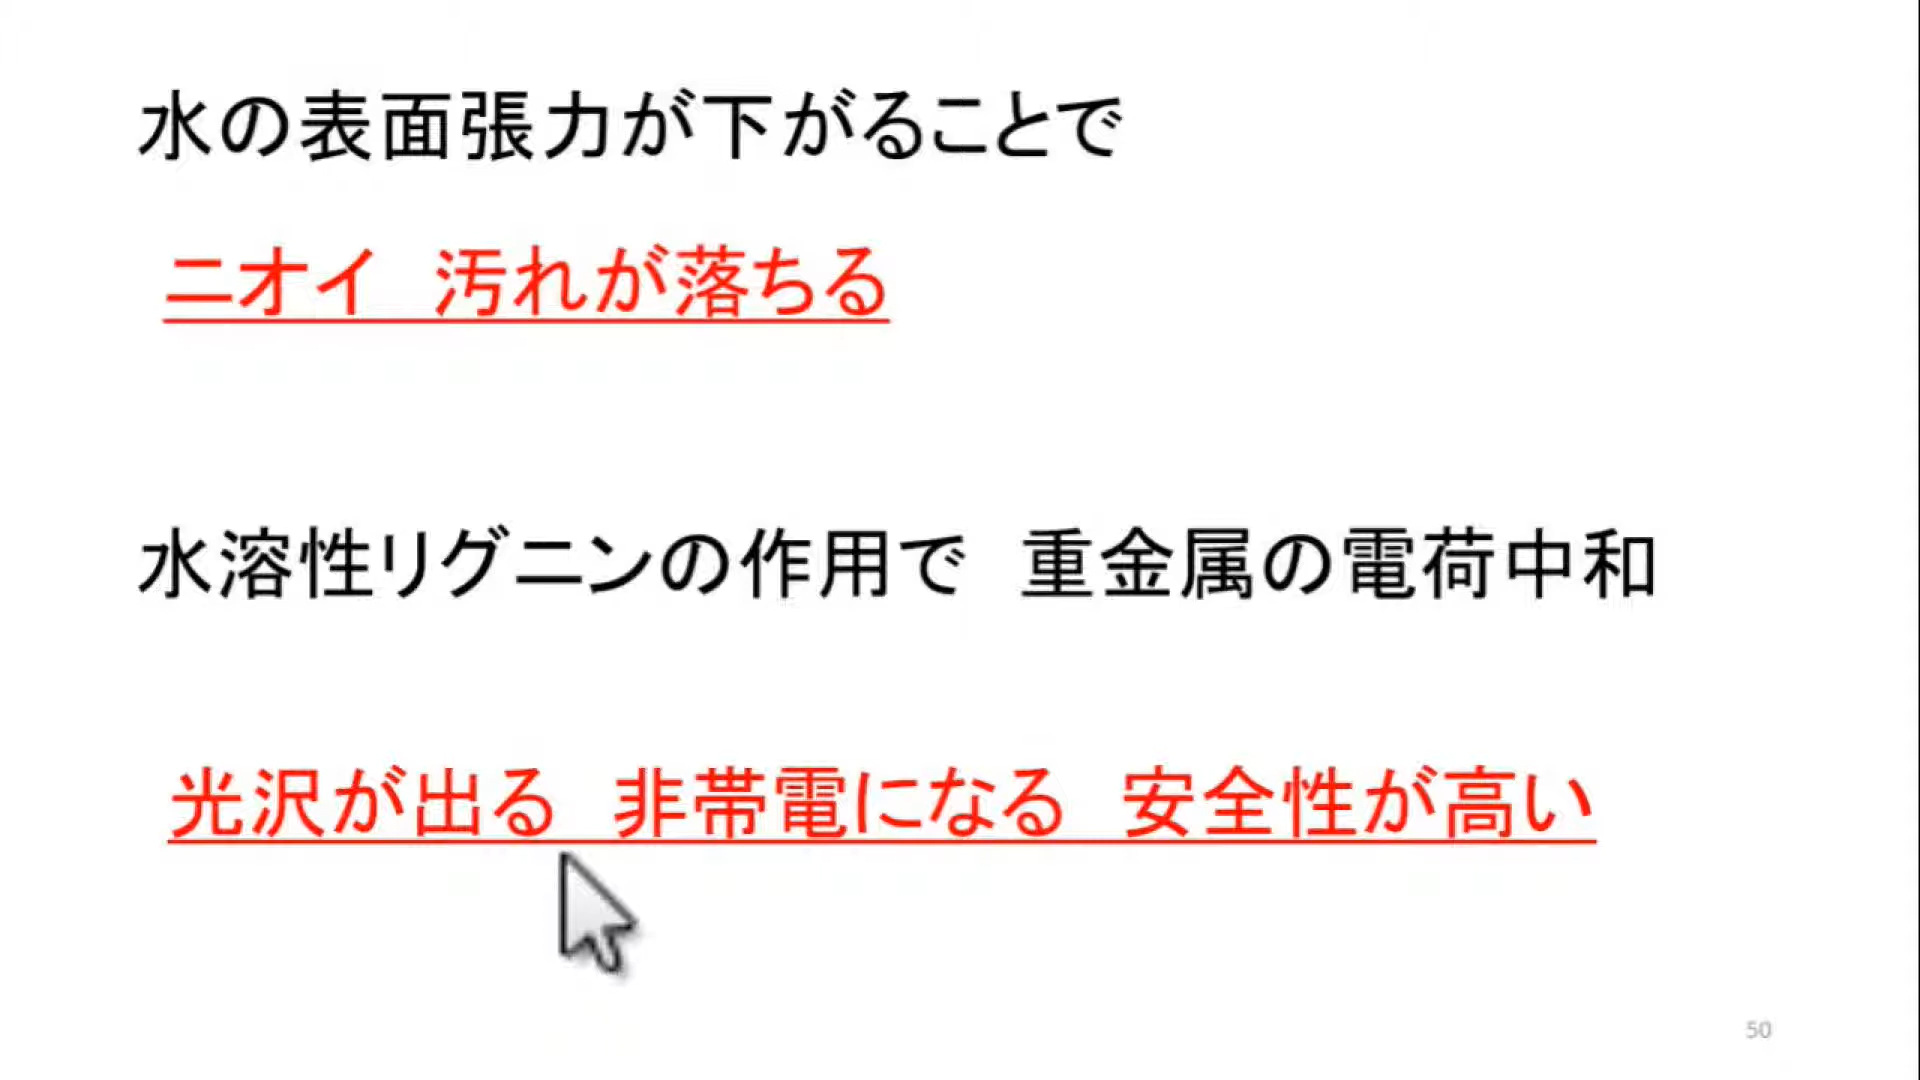 水の表面張力が下がることで
ニオイ　汚れが落ちる
水溶性リグニンの作用で　重金属の電荷中和
光沢が出る　非帯電になる　安全性が高い
50